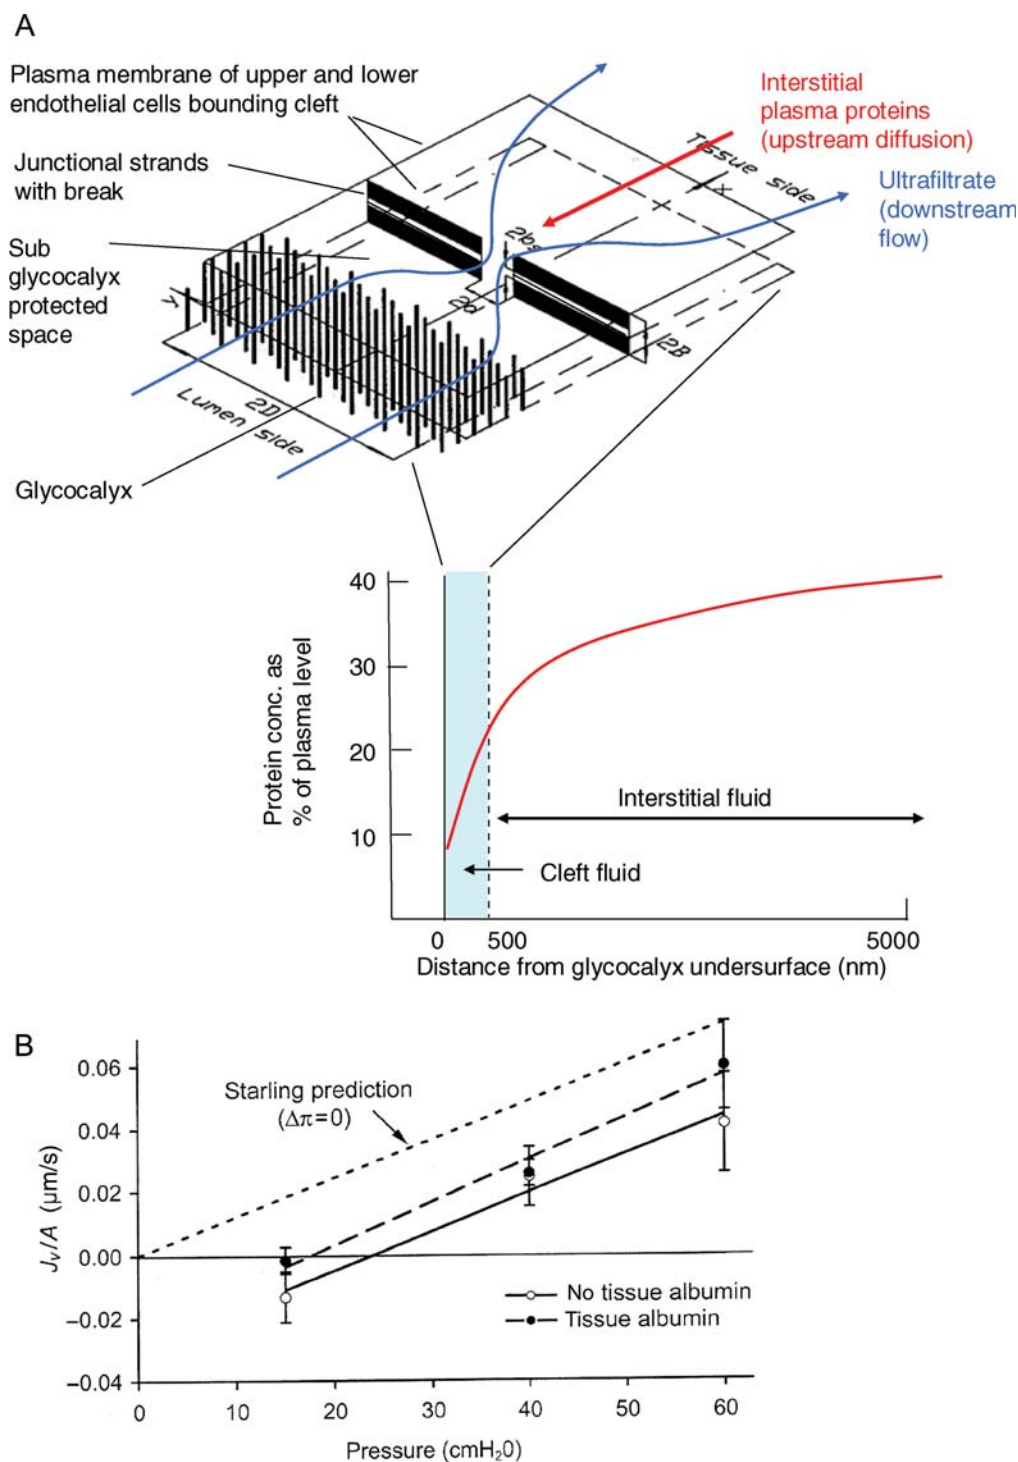 A
Plasma membrane of upper and lower
endothelial cells bounding cleft
Junctional strands
with break
Sub
glycocalyx
protected
space
Glycocalyx
Interstitial
plasma proteins
(upstream diffusion)
Tissue side
x
Ultrafiltrate
(downstream
flow)
2bs
2d
2B
y
2D
Lumen side
Protein conc. as
% of plasma level
40
30
20
10
Interstitial fluid
Cleft fluid
0
500
5000
Distance from glycocalyx undersurface (nm)
B
Jv/A (µm/s)
0.06
0.04
0.02
0.00
−0.02
−0.04
Starling prediction
(Δπ=0)
No tissue albumin
Tissue albumin
0 10 20 30 40 50 60
Pressure (cmH20)